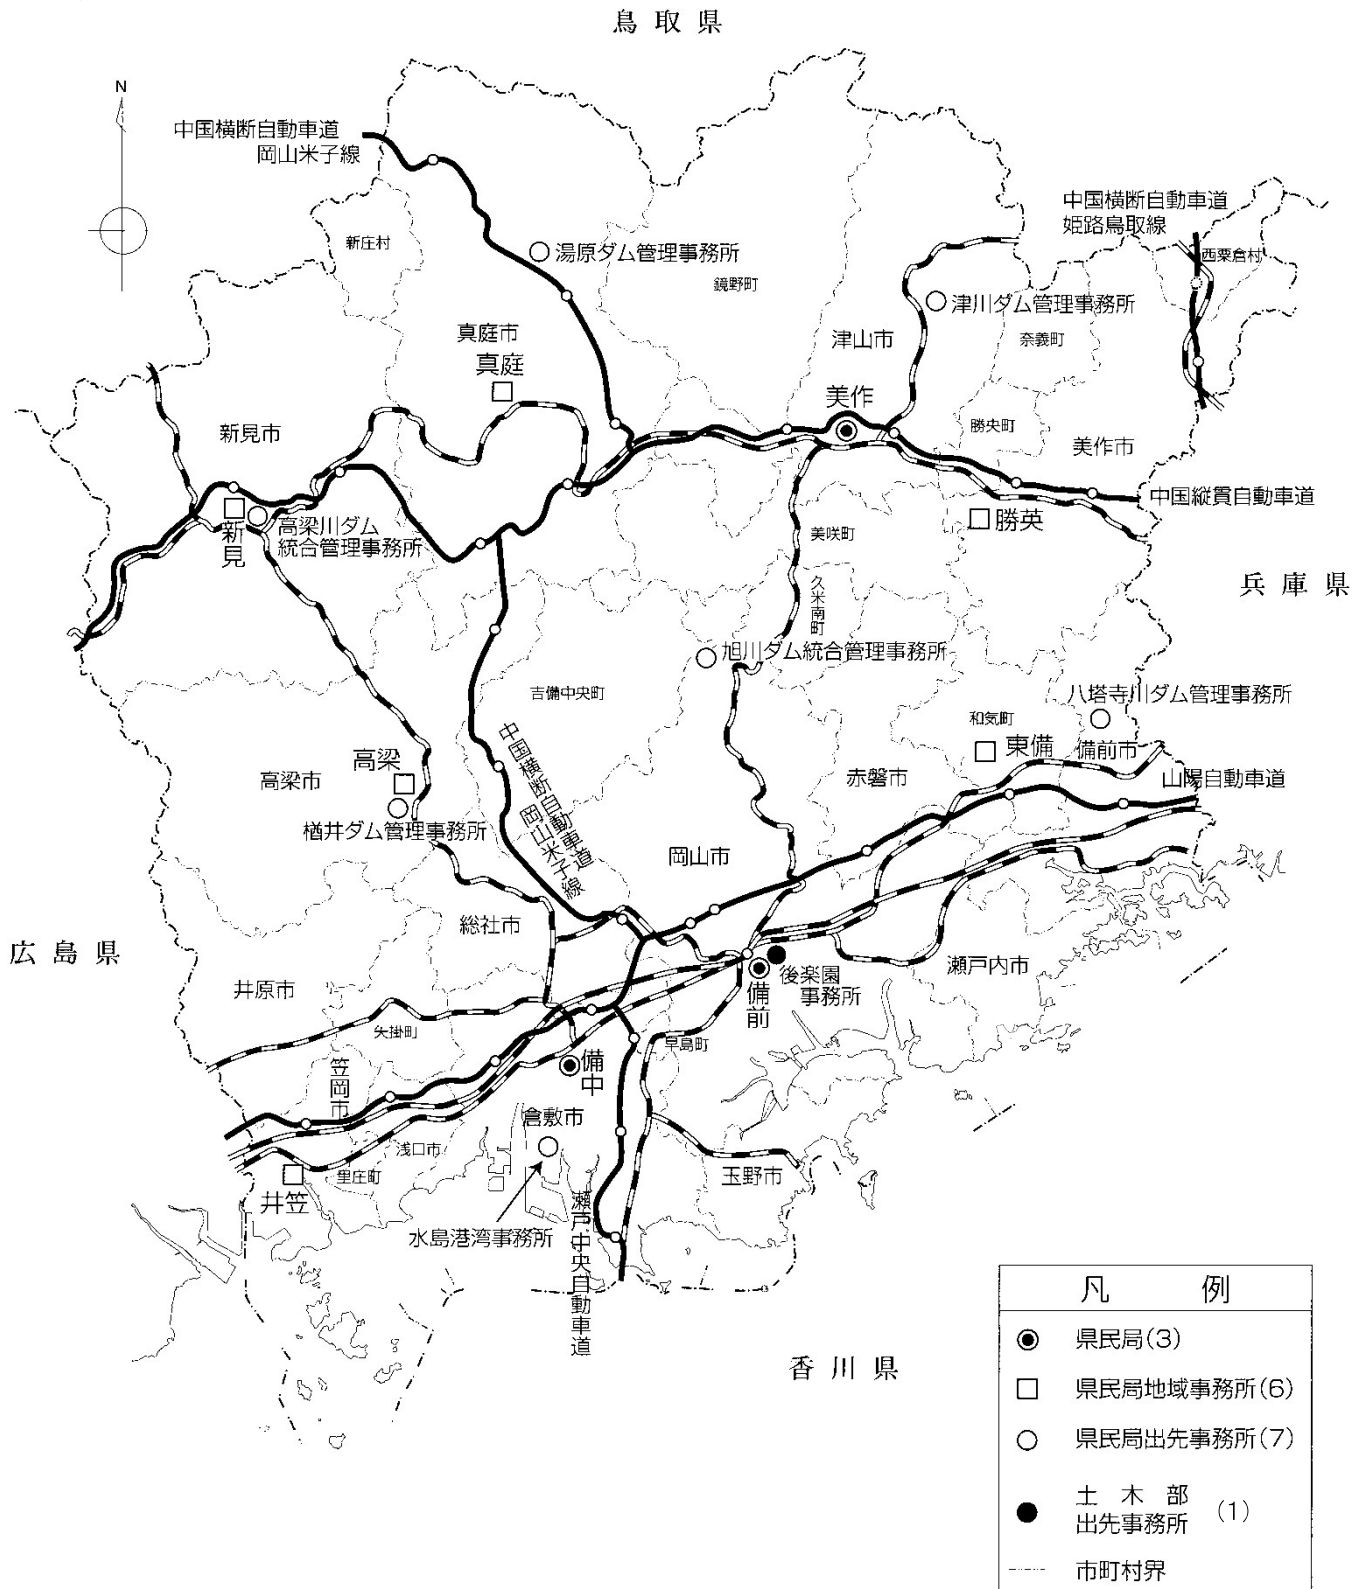 鳥取県
N
中国横断自動車道
岡山米子線
中国横断自動車道
姫路鳥取線
新庄村
西粟倉村
湯原ダム管理事務所
鏡野町
津川ダム管理事務所
真庭市
津山市
奈義町
真庭
美作
新見市
勝央町
美作市
中国縦貫自動車道
新見
高梁川ダム
統合管理事務所
勝英
美咲町
兵庫県
久米南町
旭川ダム統合管理事務所
吉備中央町
八塔寺川ダム管理事務所
和気町
中国横断自動車道
岡山米子線
東備
備前市
高梁市
高梁
赤磐市
山陽自動車道
楢井ダム管理事務所
岡山市
総社市
広島県
井原市
瀬戸内市
後楽園
事務所
備前
矢掛町
早島町
笠岡市
備中
倉敷市
浅口市
里庄町
玉野市
井笠
水島港湾事務所
瀬戸中央自動車道
香川県
凡例
県民局(3)
県民局地域事務所(6)
県民局出先事務所(7)
土木部
出先事務所 (1)
市町村界